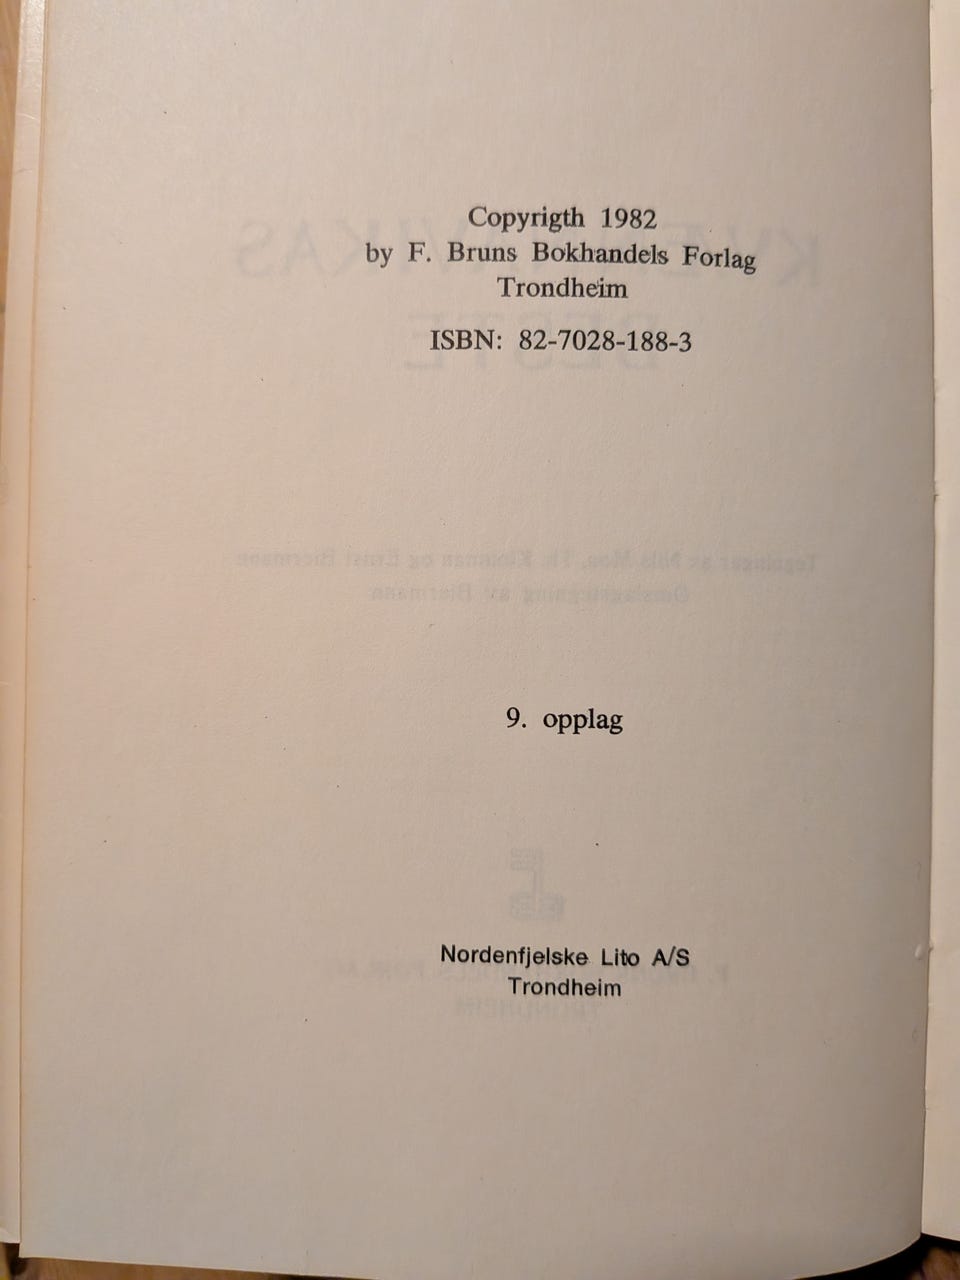 Copyrigth 1982
by F. Bruns Bokhandels Forlag
Trondheim
ISBN: 82-7028-188-3
9. opplag
Nordenfjelske Lito A/S
Trondheim